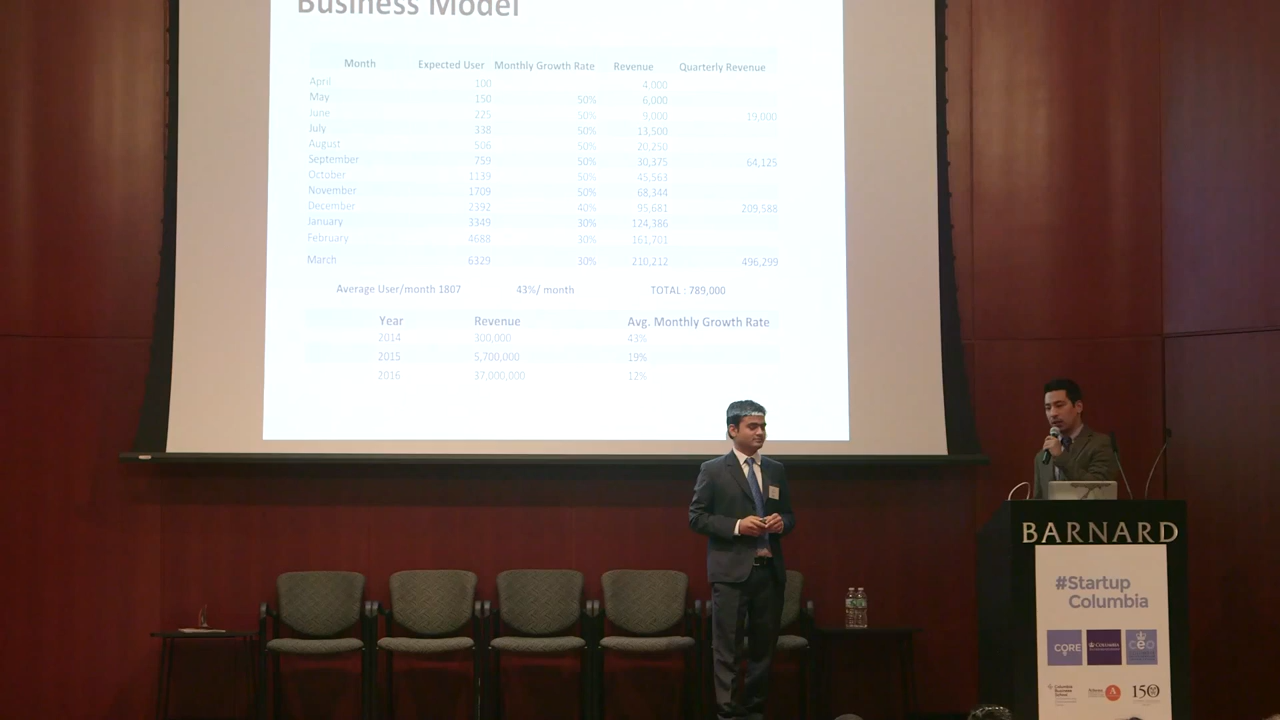 Business Model
Month Expected User Monthly Growth Rate Revenue Quarterly Revenue
April 100 4,000
May 150 50% 6,000
June 225 50% 9,000 19,000
July 338 50% 13,500
August 506 50% 20,250
September 759 50% 30,375 64,125
October 1139 50% 45,563
November 1709 50% 68,344
December 2392 40% 95,681 209,588
January 3349 30% 124,386
February 4688 30% 161,701
March 6329 30% 210,212 496,299
Average User/month 1807 43%/ month TOTAL : 789,000
Year Revenue Avg. Monthly Growth Rate
2014 300,000 43%
2015 5,700,000 19%
2016 37,000,000 12%
BARNARD
#Startup
Columbia
CORE COLUMBIA ceo
Columbia
Business
School
A 150